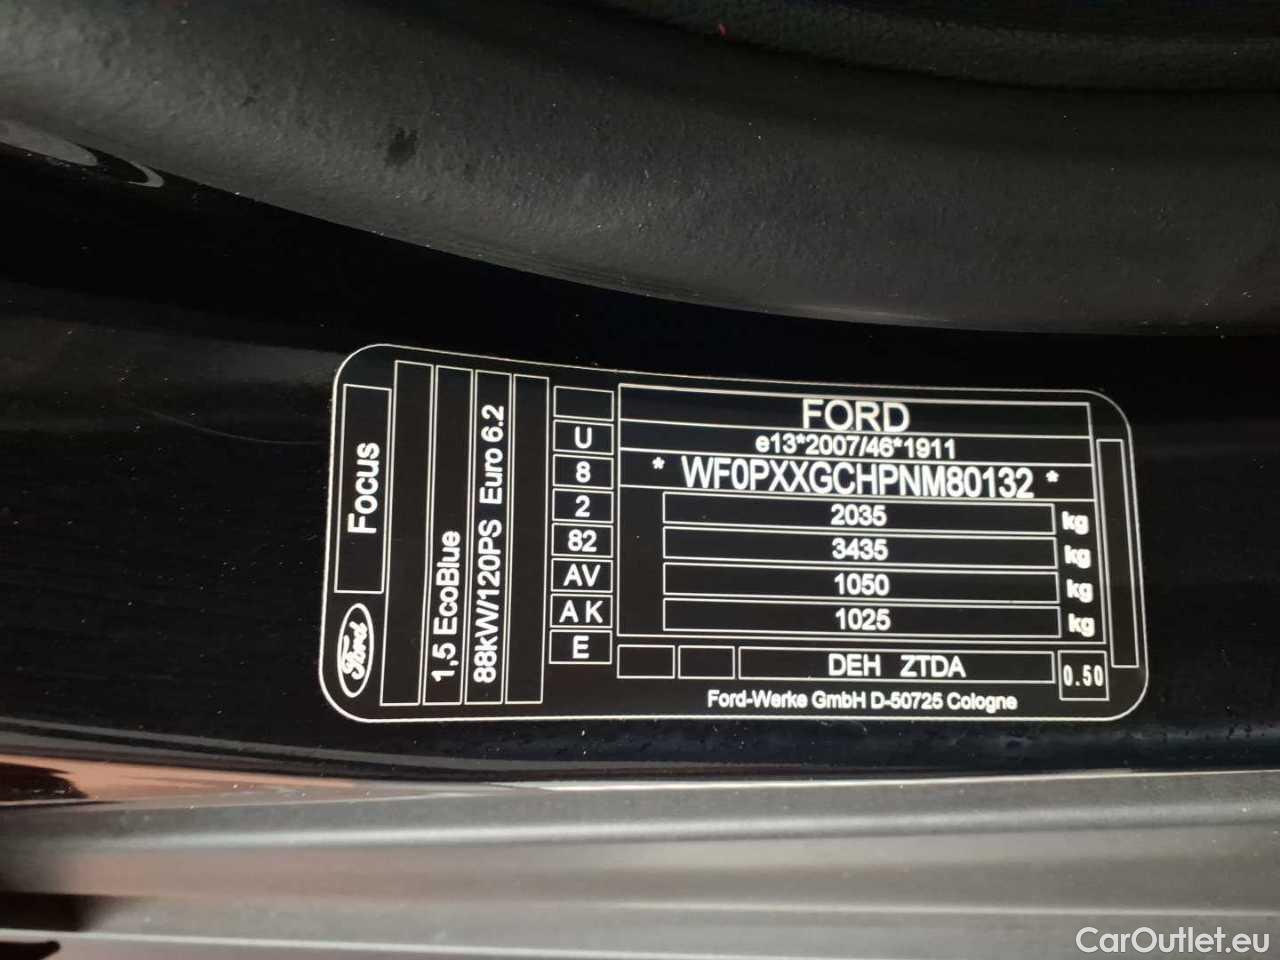 Focus
Ford
1,5 EcoBlue
88kW/120PS Euro 6.2
U
8
2
82
AV
A K
E
FORD
e13*2007/46*1911
* WF0PXXGCHPNM80132 *
2035 kg
3435 kg
1050 kg
1025 kg
DEH ZTDA
0.50
Ford-Werke GmbH D-50725 Cologne
CarOutlet.eu